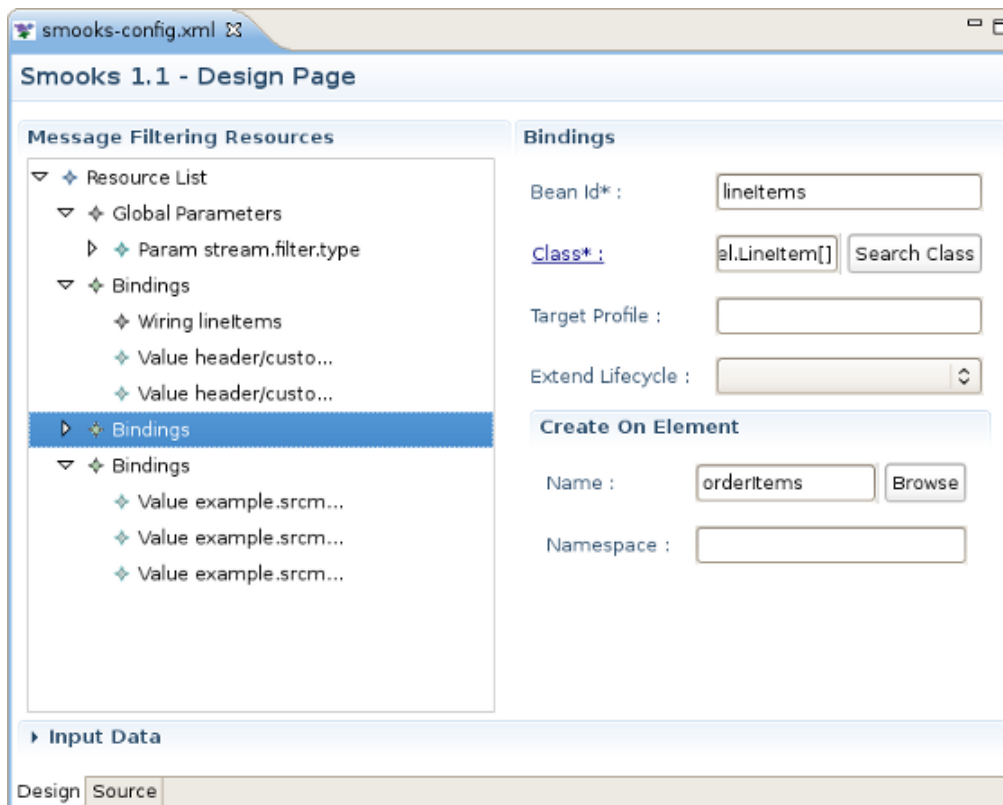 smooks-config.xml
Smooks 1.1 - Design Page
Message Filtering Resources
Resource List
Global Parameters
Param stream.filter.type
Bindings
Wiring lineItems
Value header/custo...
Value header/custo...
Bindings
Bindings
Value example.srcm...
Value example.srcm...
Value example.srcm...
Bindings
Bean Id* : lineItems
Class* : el.LineItem[] Search Class
Target Profile :
Extend Lifecycle :
Create On Element
Name : orderItems Browse
Namespace :
Input Data
Design Source